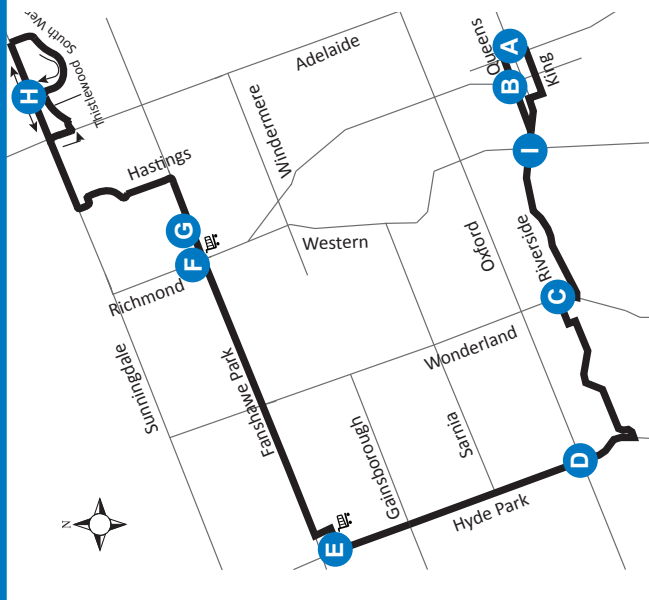 South Wen
Thistlewood
H
Adelaide
Queens
A
B
King
Windermere
Hastings
I
G
F
Western
Richmond
Oxford
Riverside
C
Wonderland
Sunningdale
Fanshawe Park
Gainsborough
Sarnia
D
Hyde Park
E
N